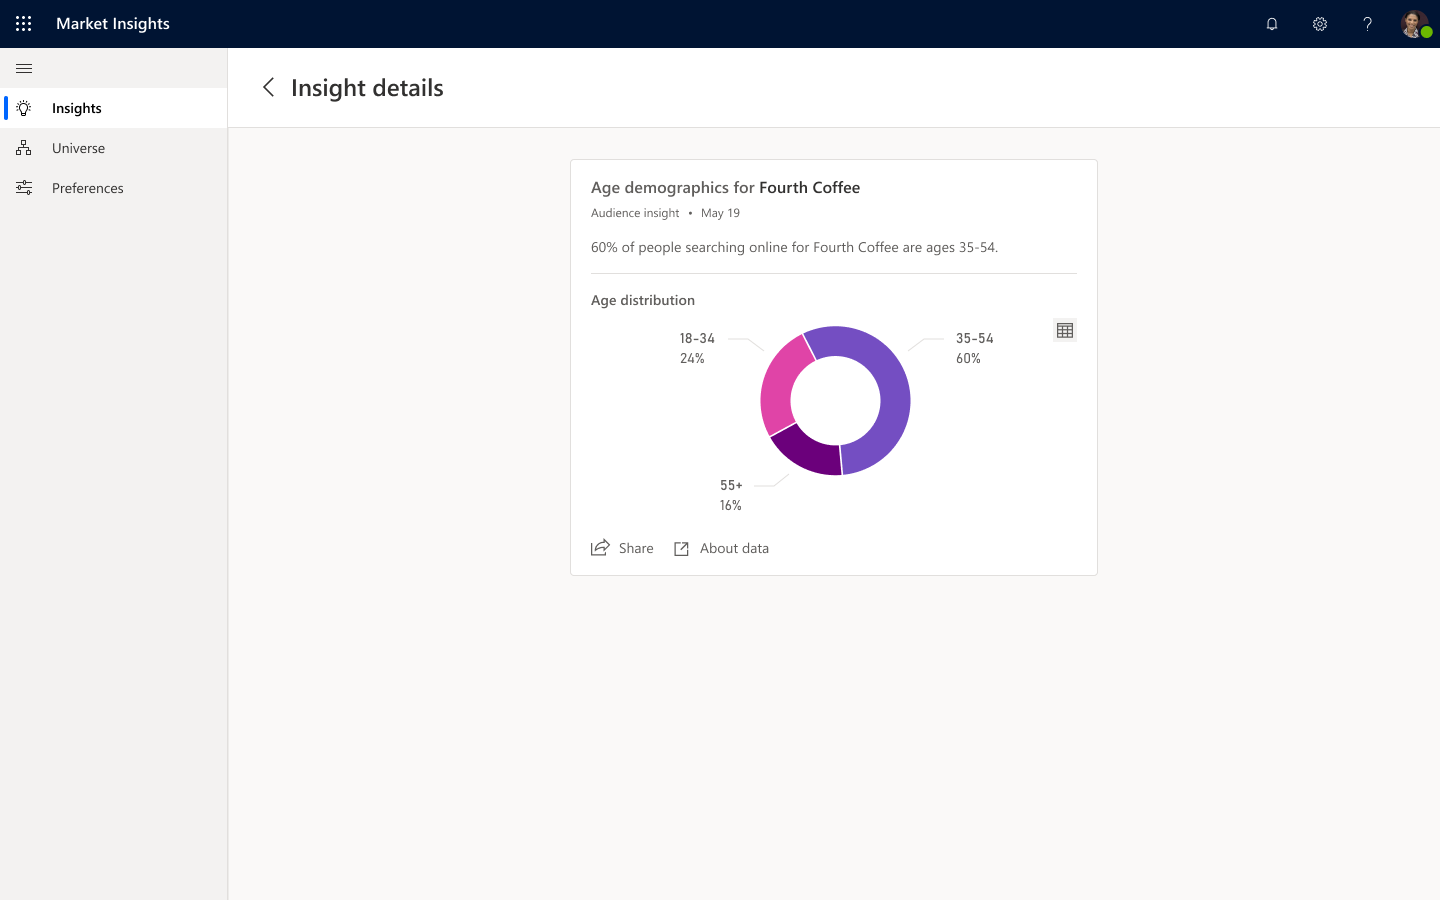 Market Insights
Insights
Universe
Preferences
Insight details
Age demographics for Fourth Coffee
Audience insight • May 19
60% of people searching online for Fourth Coffee are ages 35-54.
Age distribution
18-34
24%
35-54
60%
55+
16%
Share
About data